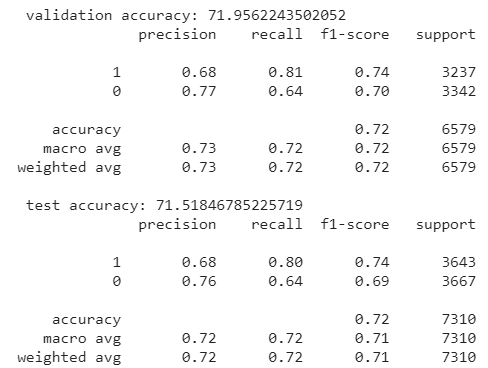 validation accuracy: 71.9562243502052
precision recall f1-score support
1 0.68 0.81 0.74 3237
0 0.77 0.64 0.70 3342
accuracy 0.72 6579
macro avg 0.73 0.72 0.72 6579
weighted avg 0.73 0.72 0.72 6579
test accuracy: 71.51846785225719
precision recall f1-score support
1 0.68 0.80 0.74 3643
0 0.76 0.64 0.69 3667
accuracy 0.72 7310
macro avg 0.72 0.72 0.71 7310
weighted avg 0.72 0.72 0.71 7310